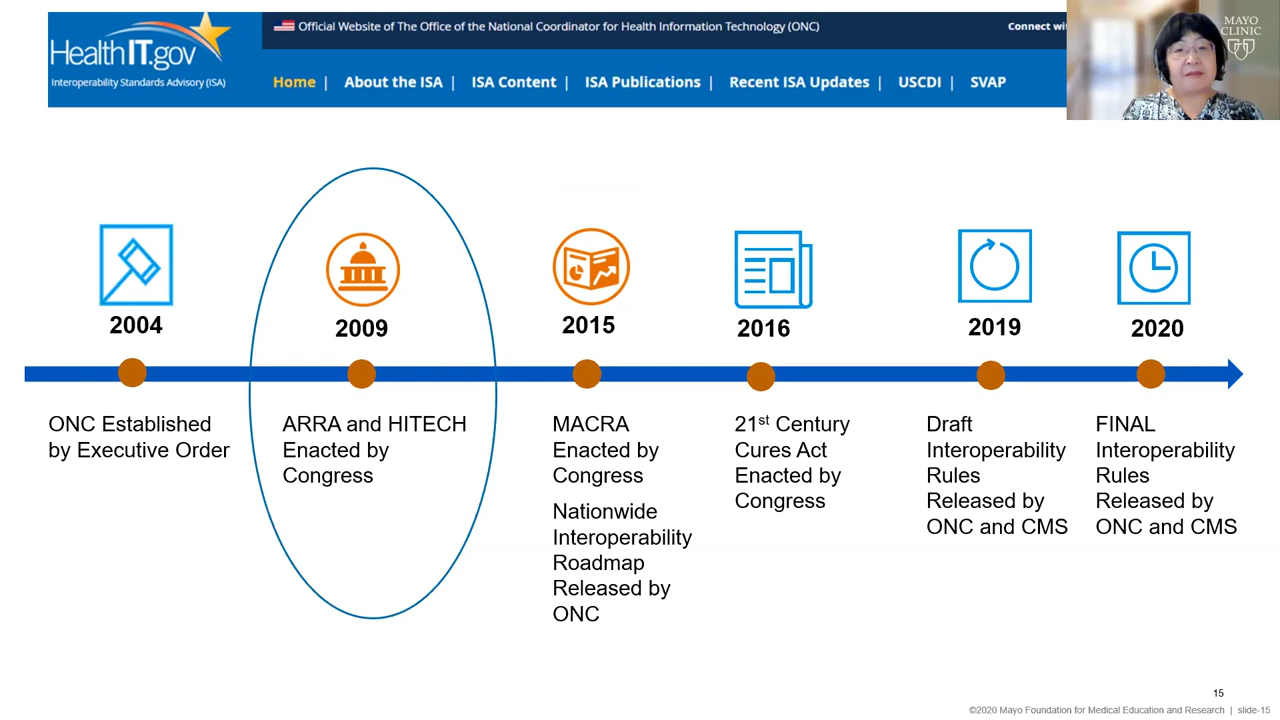 HealthIT.gov
Interoperability Standards Advisory (ISA)
Official Website of The Office of the National Coordinator for Health Information Technology (ONC)
Connect wit
Home | About the ISA | ISA Content | ISA Publications | Recent ISA Updates | USCDI | SVAP
MAYO
CLINIC
2004
ONC Established
by Executive Order
2009
ARRA and HITECH
Enacted by
Congress
2015
MACRA
Enacted by
Congress
Nationwide
Interoperability
Roadmap
Released by
ONC
2016
21st Century
Cures Act
Enacted by
Congress
2019
Draft
Interoperability
Rules
Released by
ONC and CMS
2020
FINAL
Interoperability
Rules
Released by
ONC and CMS
15
©2020 Mayo Foundation for Medical Education and Research | slide-15